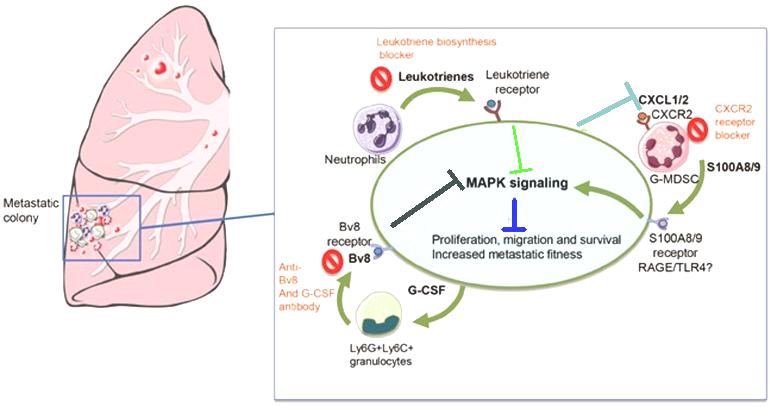 Leukotriene biosynthesis
blocker
Leukotrienes
Leukotriene
receptor
Neutrophils
CXCL1/2
CXCR2
CXCR2
receptor
blocker
G-MDSC
S100A8/9
MAPK signaling
Metastatic
colony
Proliferation, migration and survival
Increased metastatic fitness
S100A8/9
receptor
RAGE/TLR4?
Bv8
receptor
Bv8
Anti-
Bv8
And G-CSF
antibody
G-CSF
Ly6G+Ly6C+
granulocytes